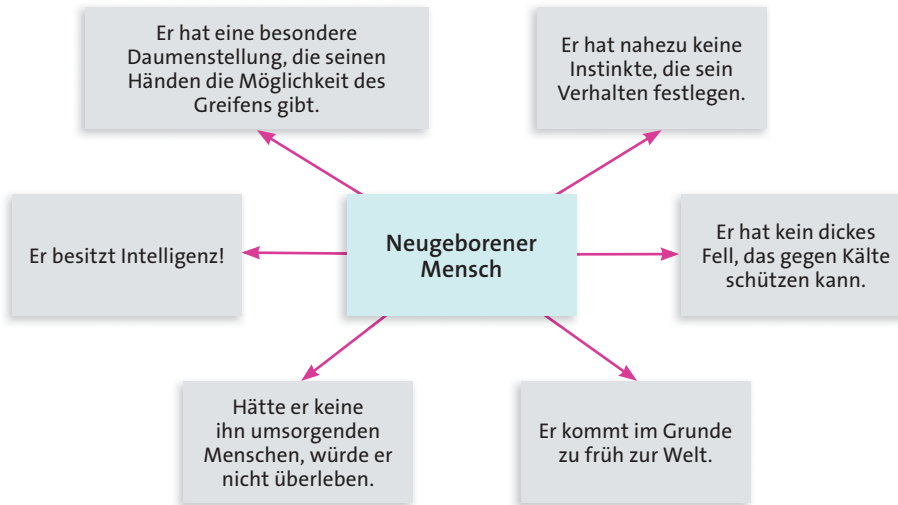 Er hat eine besondere
Daumenstellung, die seinen
Händen die Möglichkeit des
Greifens gibt.
Er hat nahezu keine
Instinkte, die sein
Verhalten festlegen.
Er besitzt Intelligenz!
Neugeborener
Mensch
Er hat kein dickes
Fell, das gegen Kälte
schützen kann.
Hätte er keine
ihn umsorgenden
Menschen, würde er
nicht überleben.
Er kommt im Grunde
zu früh zur Welt.